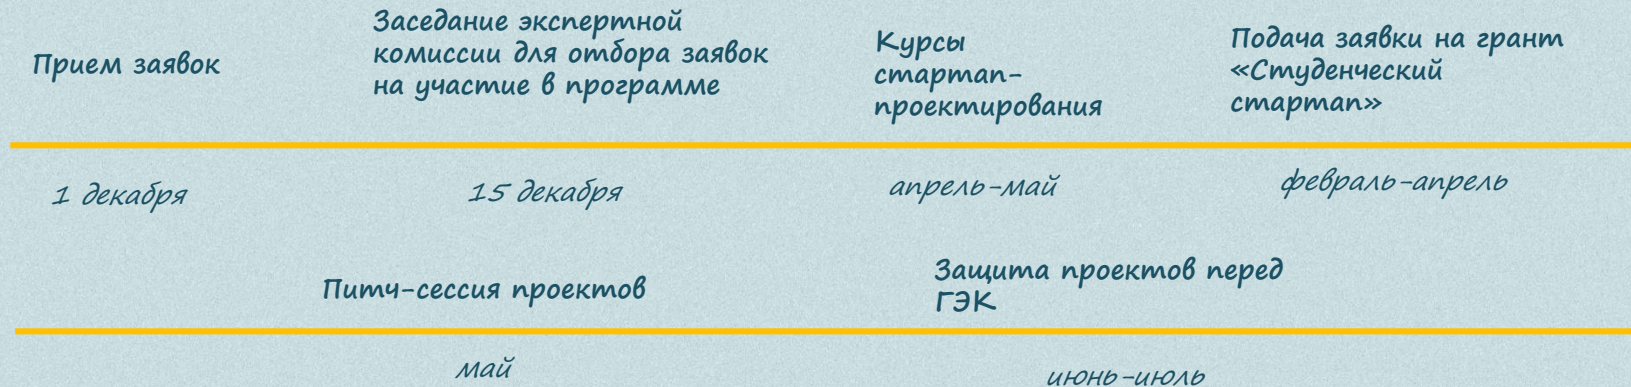 Прием заявок
Заседание экспертной
комиссии для отбора заявок
на участие в программе
Курсы
стартап-
проектирования
Подача заявки на грант
«Студенческий
стартап»
1 декабря
15 декабря
апрель-май
февраль-апрель
Питч-сессия проектов
Защита проектов перед
ГЭК
май
июнь-июль